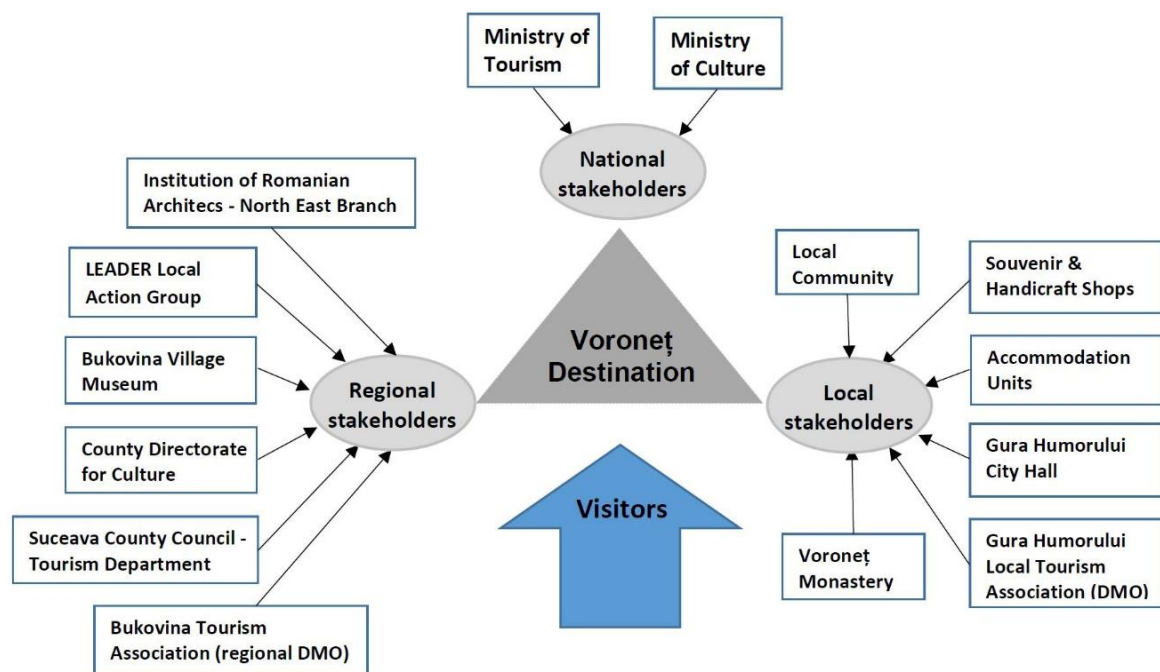 Ministry of
Tourism
Ministry
of Culture
National
stakeholders
Institution of Romanian
Architecs - North East Branch
LEADER Local
Action Group
Bukovina Village
Museum
County Directorate
for Culture
Suceava County Council -
Tourism Department
Bukovina Tourism
Association (regional DMO)
Regional
stakeholders
Voroneț
Destination
Visitors
Local
Community
Souvenir &
Handicraft Shops
Accommodation
Units
Local
stakeholders
Gura Humorului
City Hall
Voroneț
Monastery
Gura Humorului
Local Tourism
Association (DMO)